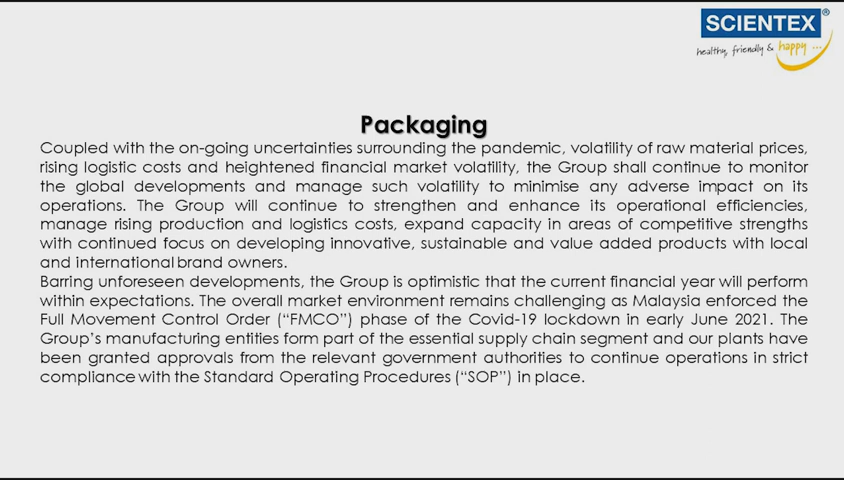 SCIENTEX®
healthy, friendly & happy ...
Packaging
Coupled with the on-going uncertainties surrounding the pandemic, volatility of raw material prices,
rising logistic costs and heightened financial market volatility, the Group shall continue to monitor
the global developments and manage such volatility to minimise any adverse impact on its
operations. The Group will continue to strengthen and enhance its operational efficiencies,
manage rising production and logistics costs, expand capacity in areas of competitive strengths
with continued focus on developing innovative, sustainable and value added products with local
and international brand owners.
Barring unforeseen developments, the Group is optimistic that the current financial year will perform
within expectations. The overall market environment remains challenging as Malaysia enforced the
Full Movement Control Order (“FMCO”) phase of the Covid-19 lockdown in early June 2021. The
Group’s manufacturing entities form part of the essential supply chain segment and our plants have
been granted approvals from the relevant government authorities to continue operations in strict
compliance with the Standard Operating Procedures (“SOP”) in place.